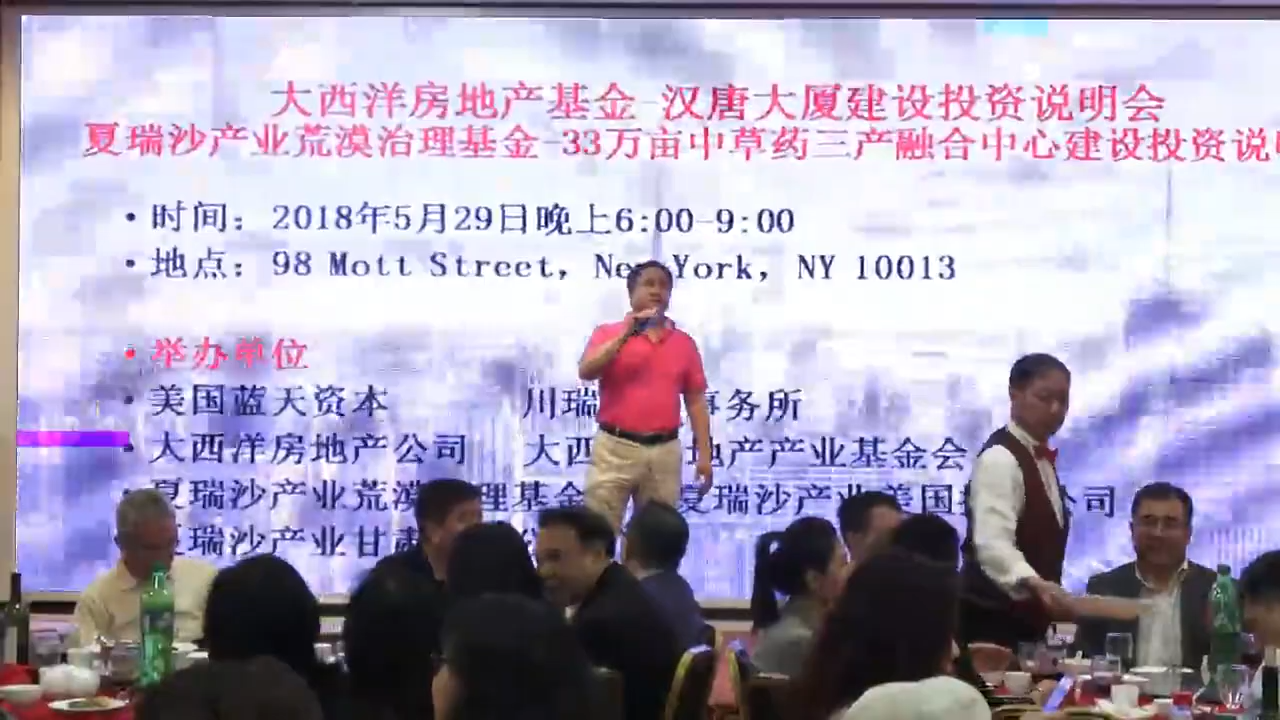 大西洋房地产基金-汉唐大厦建设投资说明会
夏瑞沙产业荒漠治理基金-33万亩中草药三产融合中心建设投资说
• 时间：2018年5月29日晚上6:00-9:00
• 地点：98 Mott Street, New York, NY 10013
• 举办单位
• 美国蓝天资本 川瑞 事务所
• 大西洋房地产公司 大西 地产产业基金会
• 夏瑞沙产业荒漠 理基金 夏瑞沙产业美国 公司
夏瑞沙产业甘肃